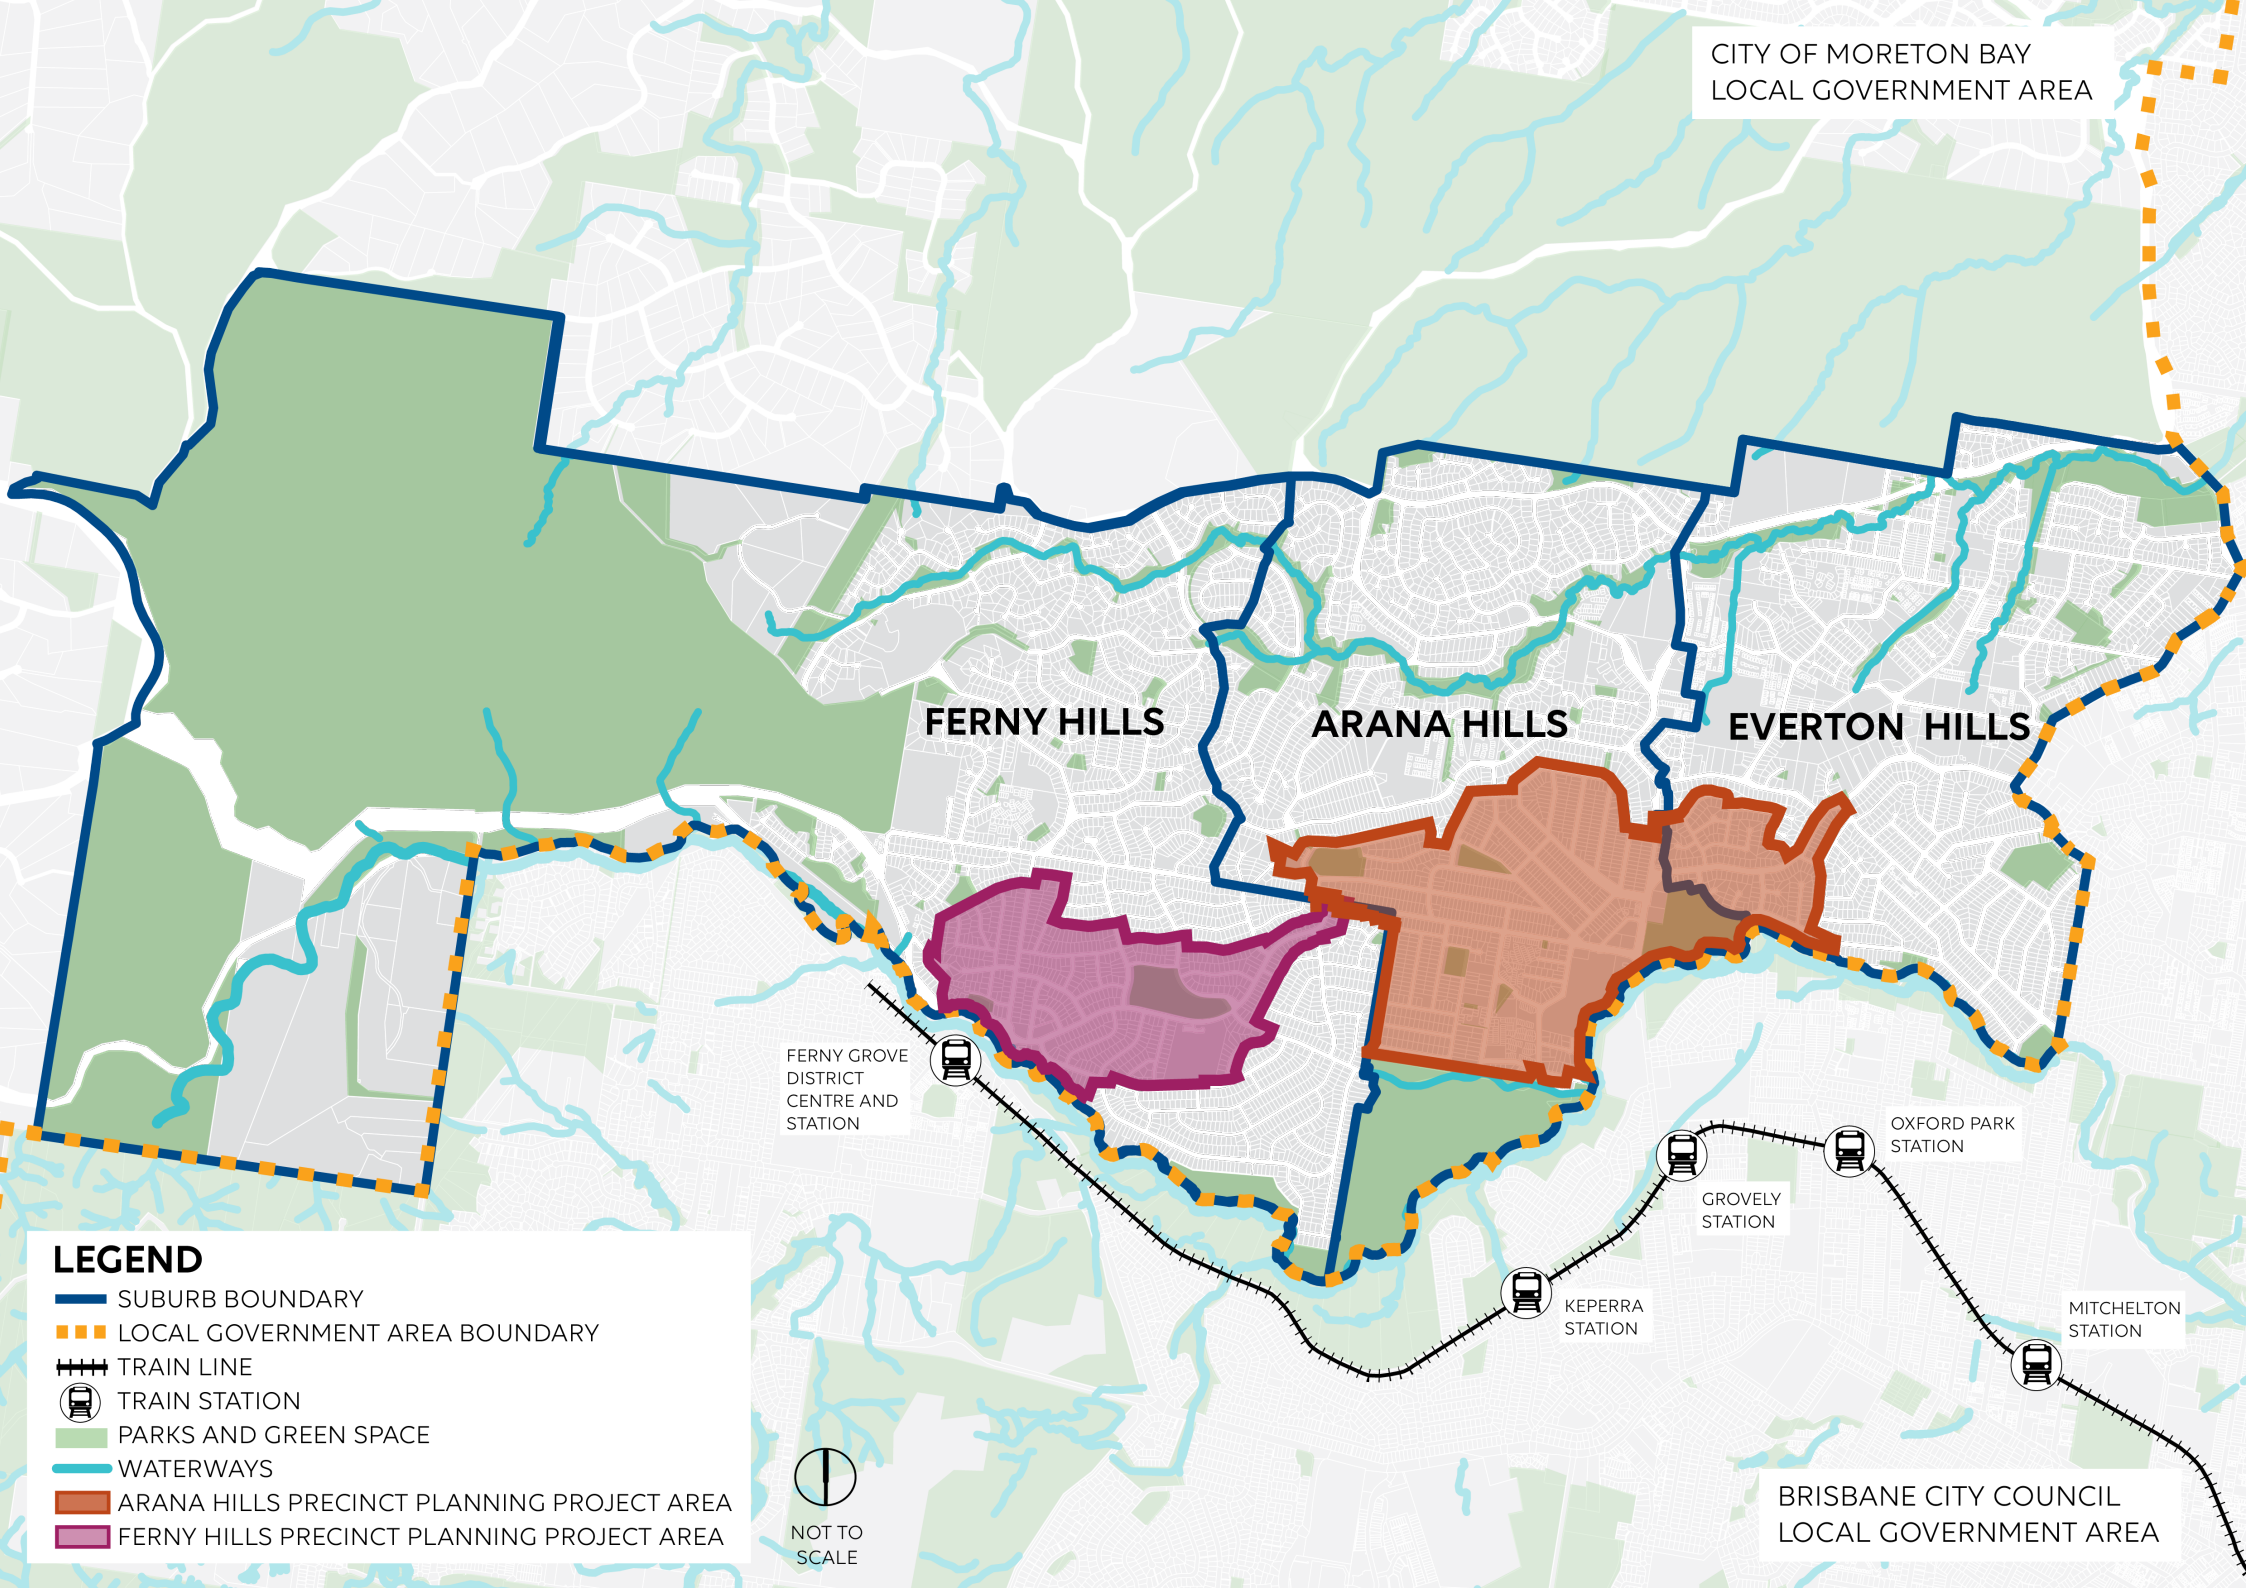 CITY OF MORETON BAY
LOCAL GOVERNMENT AREA
FERNY HILLS
ARANA HILLS
EVERTON HILLS
FERNY GROVE
DISTRICT
CENTRE AND
STATION
OXFORD PARK
STATION
GROVELY
STATION
KEPERRA
STATION
MITCHELTON
STATION
LEGEND
SUBURB BOUNDARY
LOCAL GOVERNMENT AREA BOUNDARY
TRAIN LINE
TRAIN STATION
PARKS AND GREEN SPACE
WATERWAYS
ARANA HILLS PRECINCT PLANNING PROJECT AREA
FERNY HILLS PRECINCT PLANNING PROJECT AREA
NOT TO
SCALE
BRISBANE CITY COUNCIL
LOCAL GOVERNMENT AREA